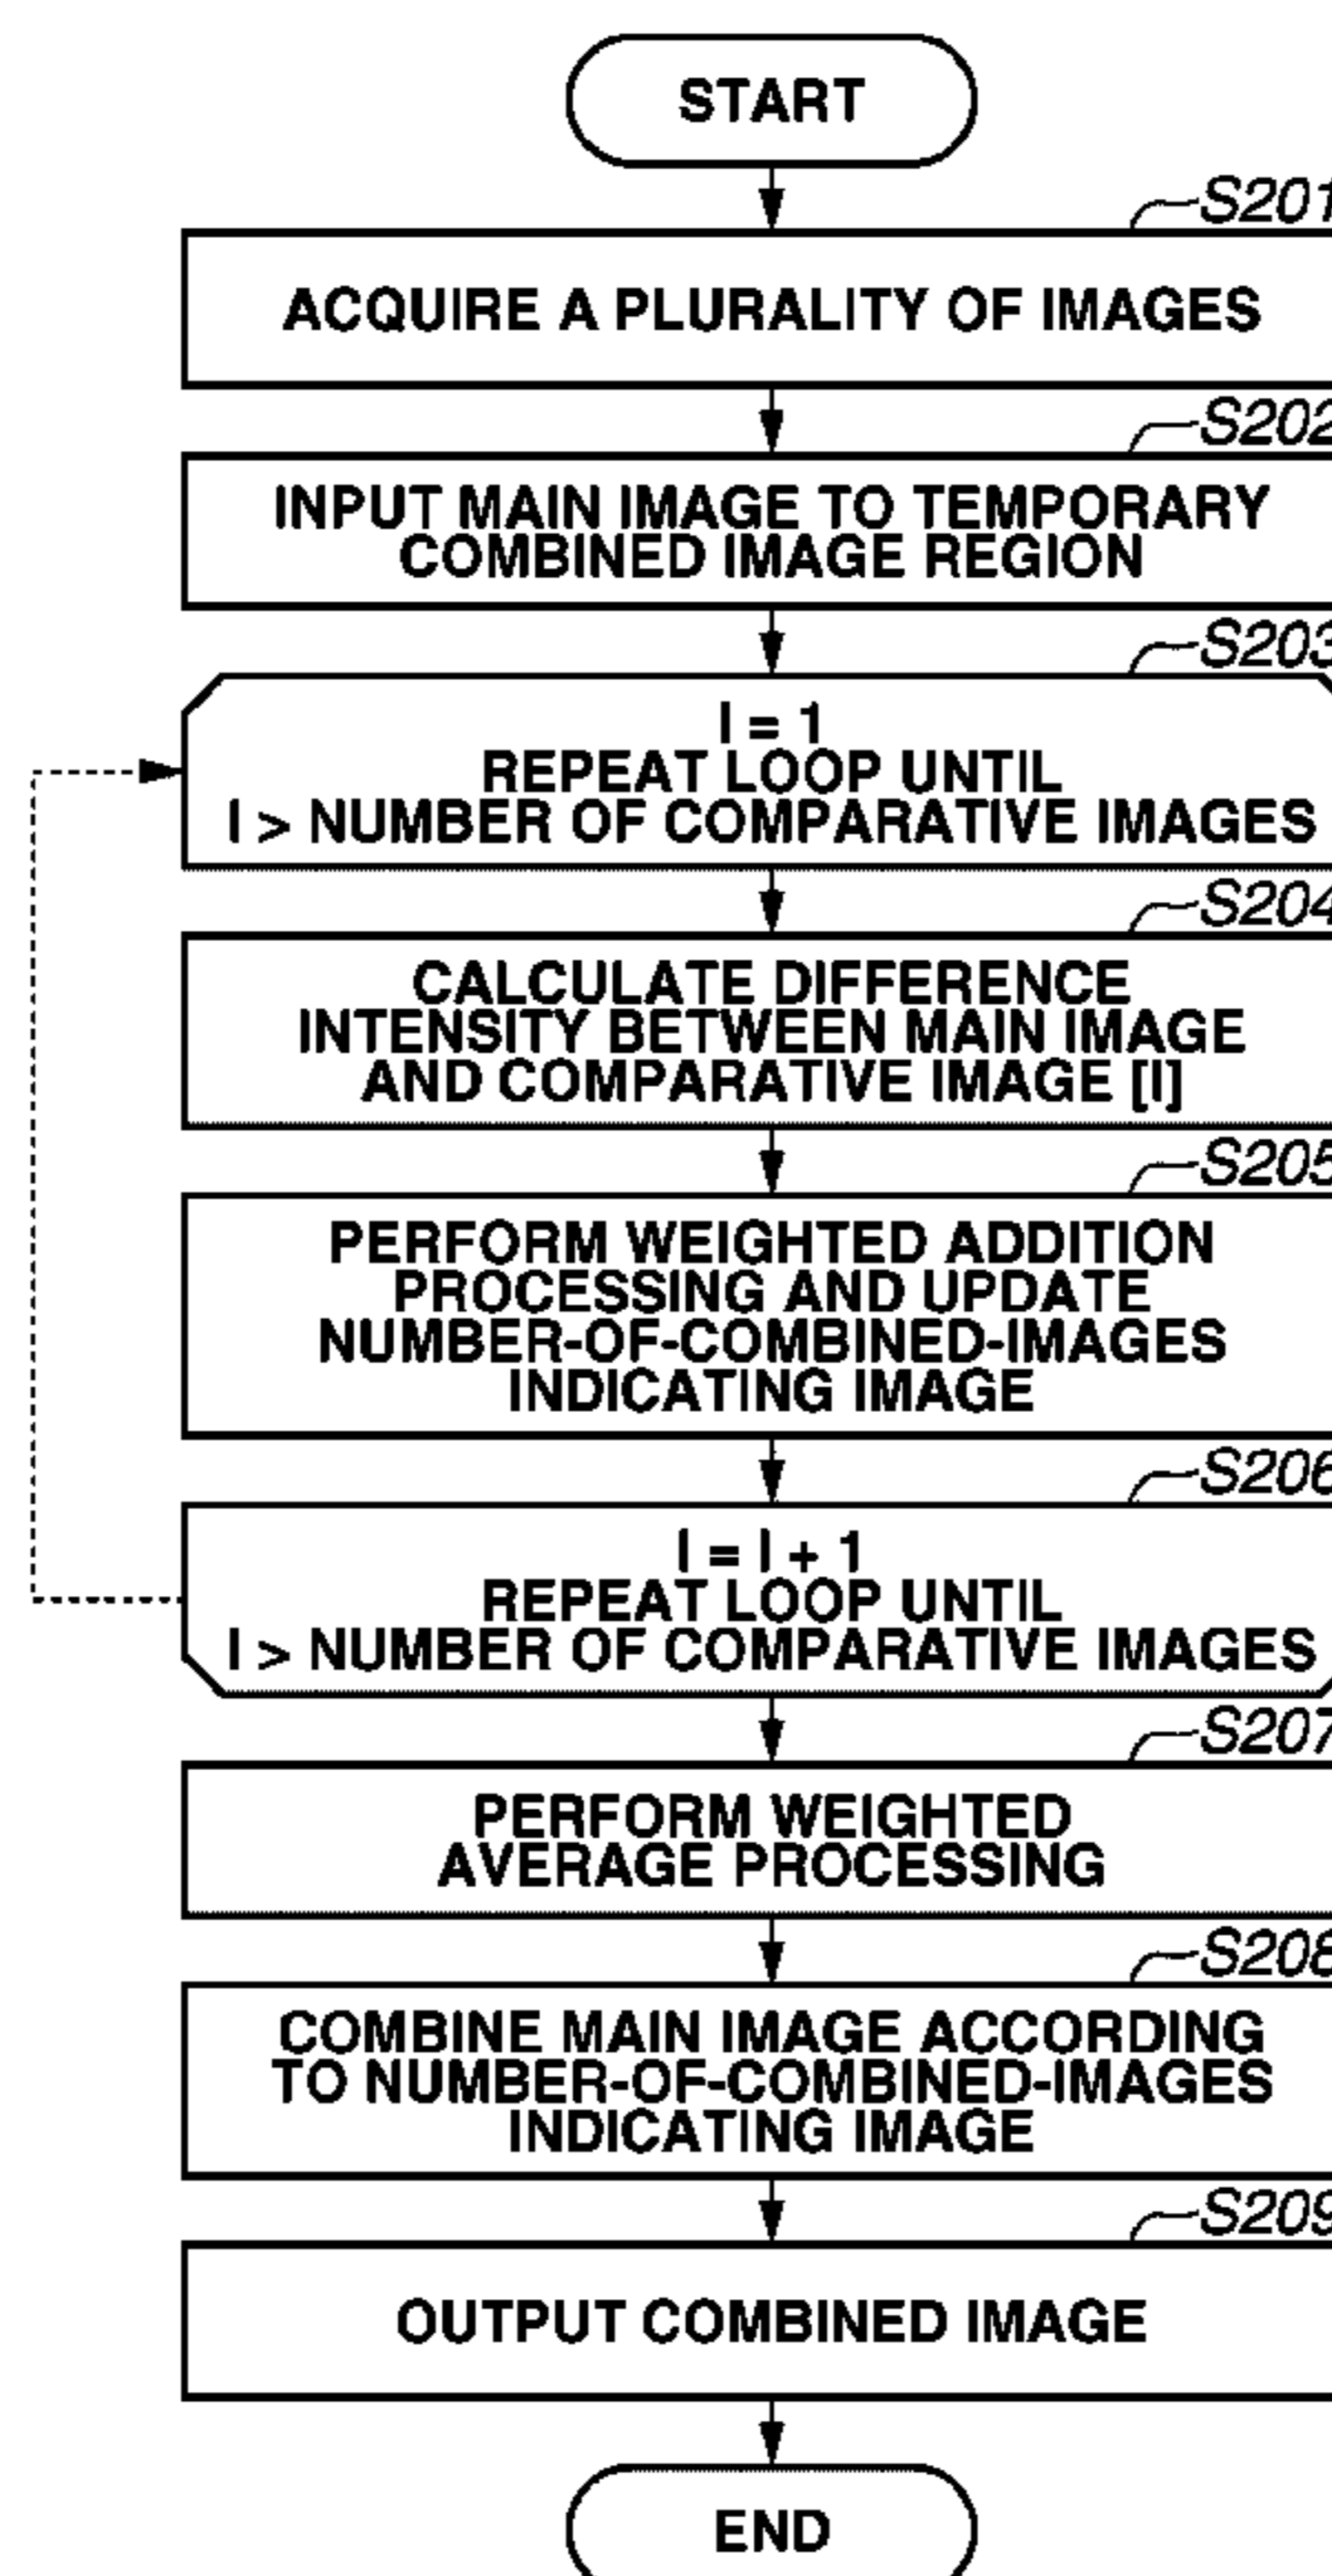 START
S201
ACQUIRE A PLURALITY OF IMAGES
S202
INPUT MAIN IMAGE TO TEMPORARY
COMBINED IMAGE REGION
S203
I = 1
REPEAT LOOP UNTIL
I > NUMBER OF COMPARATIVE IMAGES
S204
CALCULATE DIFFERENCE
INTENSITY BETWEEN MAIN IMAGE
AND COMPARATIVE IMAGE [I]
S205
PERFORM WEIGHTED ADDITION
PROCESSING AND UPDATE
NUMBER-OF-COMBINED-IMAGES
INDICATING IMAGE
S206
I = I + 1
REPEAT LOOP UNTIL
I > NUMBER OF COMPARATIVE IMAGES
S207
PERFORM WEIGHTED
AVERAGE PROCESSING
S208
COMBINE MAIN IMAGE ACCORDING
TO NUMBER-OF-COMBINED-IMAGES
INDICATING IMAGE
S209
OUTPUT COMBINED IMAGE
END